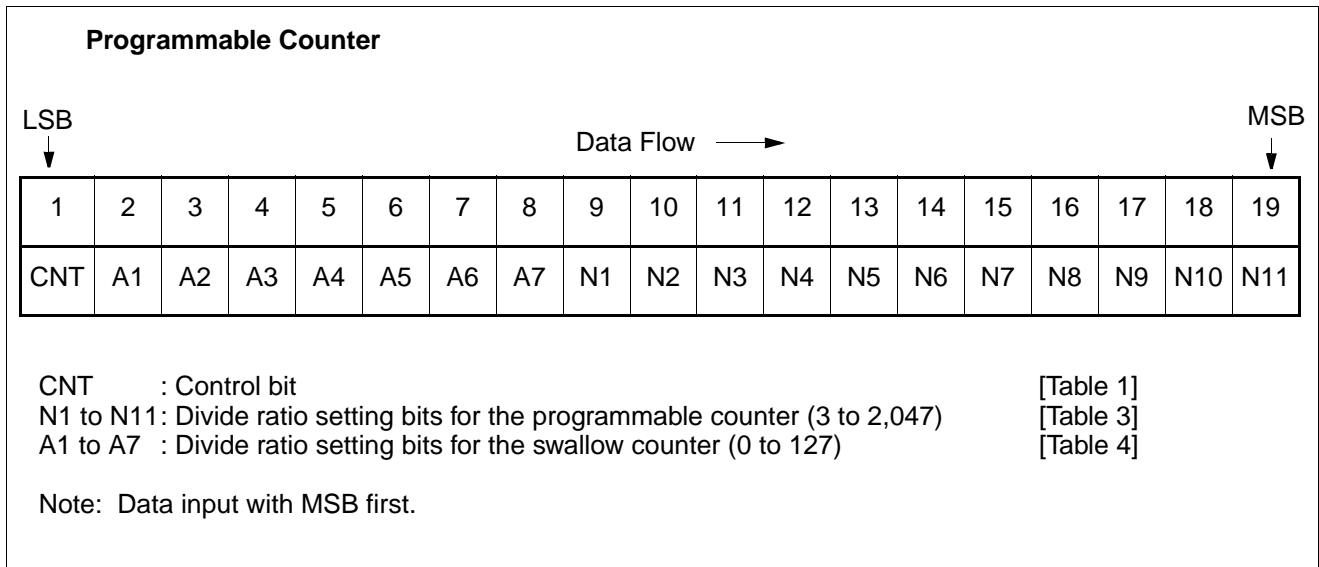 Programmable Counter
LSB MSB
Data Flow
1 2 3 4 5 6 7 8 9 10 11 12 13 14 15 16 17 18 19
CNT A1 A2 A3 A4 A5 A6 A7 N1 N2 N3 N4 N5 N6 N7 N8 N9 N10 N11
CNT : Control bit [Table 1]
N1 to N11: Divide ratio setting bits for the programmable counter (3 to 2,047) [Table 3]
A1 to A7 : Divide ratio setting bits for the swallow counter (0 to 127) [Table 4]
Note: Data input with MSB first.